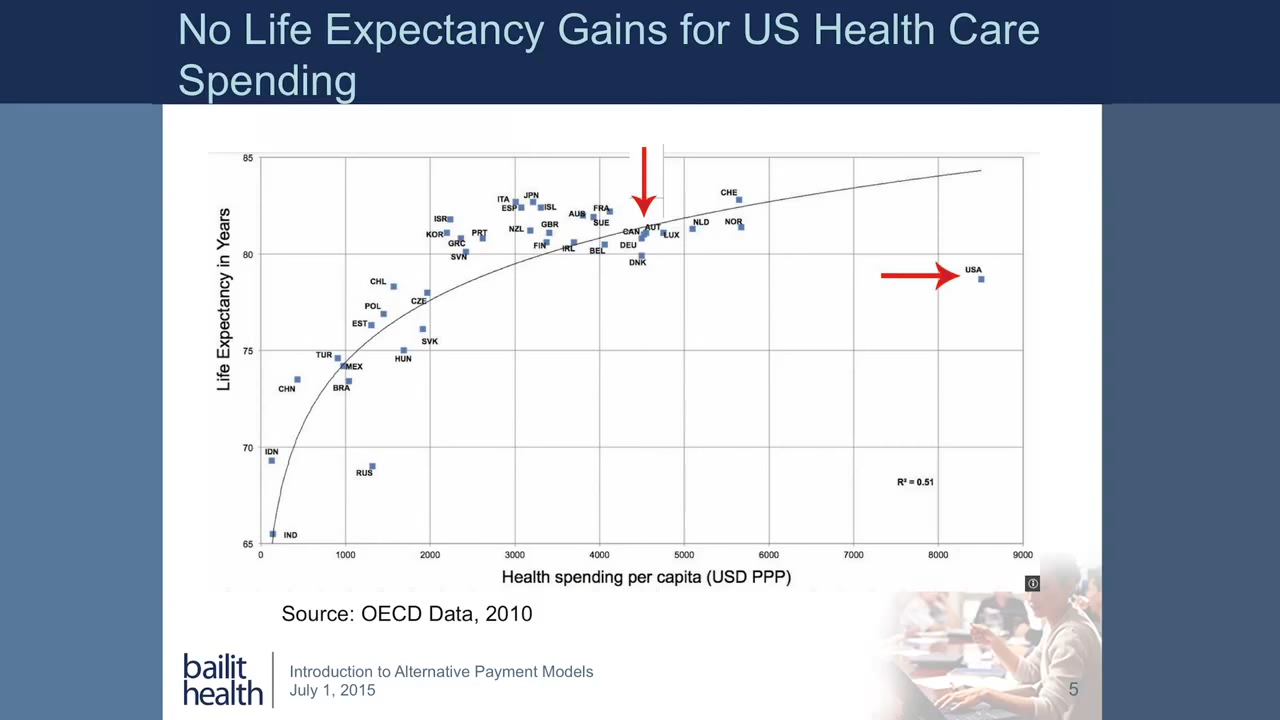 No Life Expectancy Gains for US Health Care
Spending
85
80
75
70
65
Life Expectancy in Years
ITA
JPN
ESP
ISL
ISR
KOR
GRC
SVN
PRT
NZL
GBR
FIN
IRL
AUS
FRA
SUE
BEL
CAN
AUT
DEU
LUX
DNK
NLD
CHE
NOR
USA
CHL
POL
CZE
EST
SVK
HUN
TUR
MEX
BRA
CHN
IDN
RUS
IND
R² = 0.51
0 1000 2000 3000 4000 5000 6000 7000 8000 9000
Health spending per capita (USD PPP)
Source: OECD Data, 2010
bailit
health
Introduction to Alternative Payment Models
July 1, 2015
5